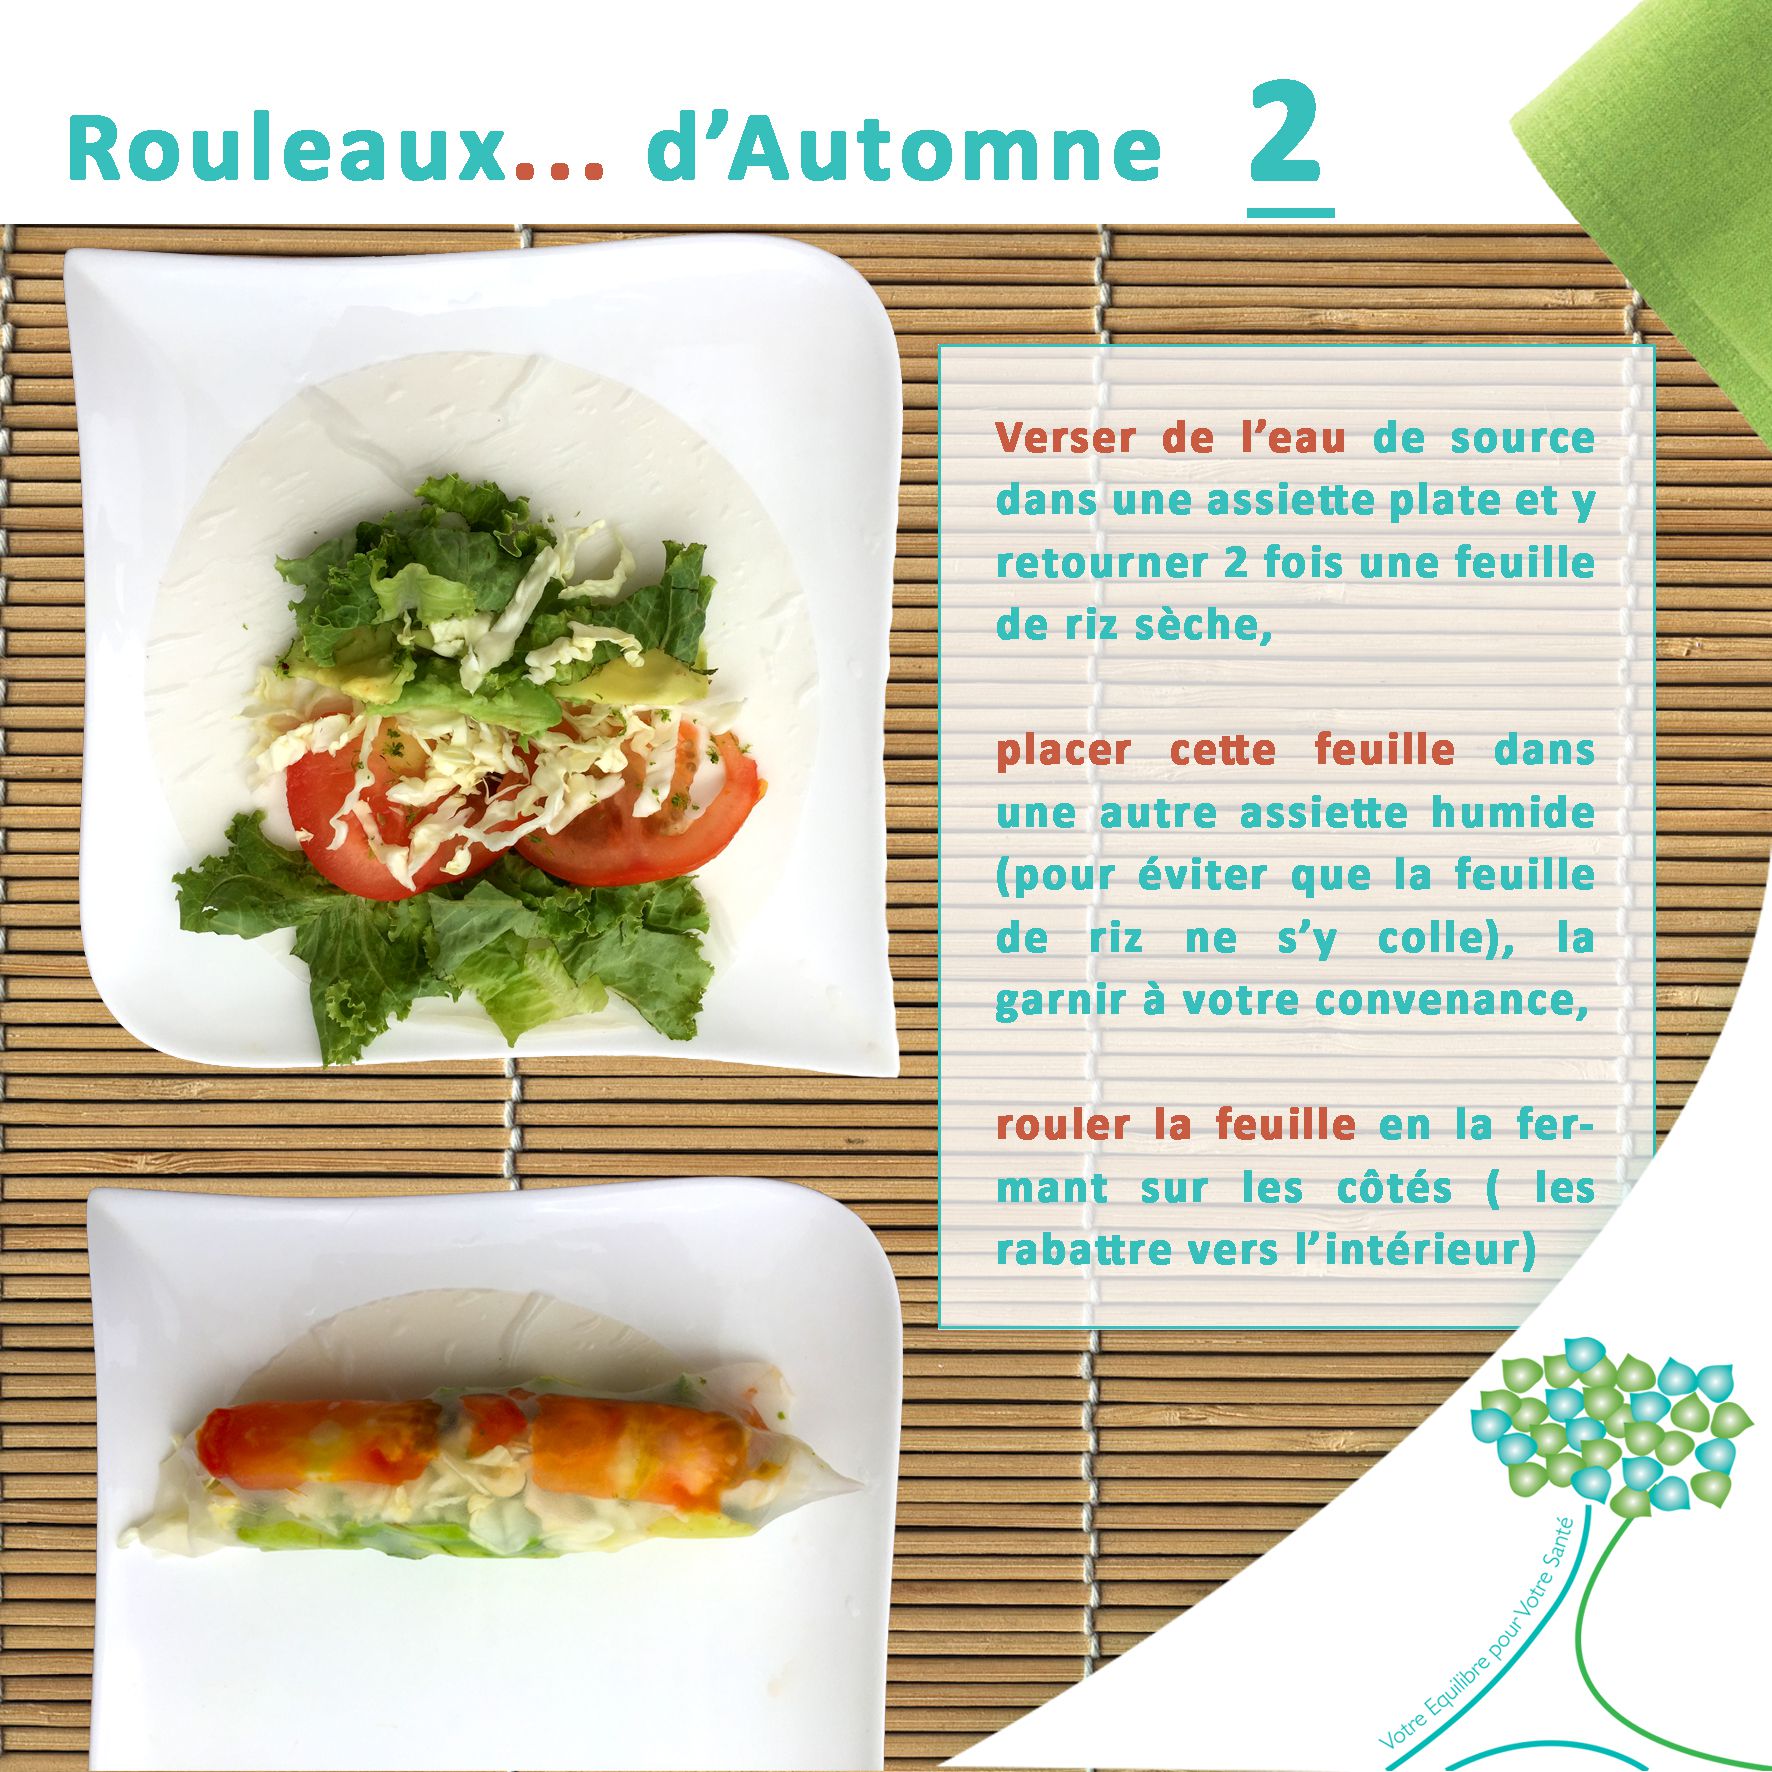 Rouleaux... d’Automne 2
Verser de l’eau de source
dans une assiette plate et y
retourner 2 fois une feuille
de riz sèche,
placer cette feuille dans
une autre assiette humide
(pour éviter que la feuille
de riz ne s’y colle), la
garnir à votre convenance,
rouler la feuille en la fer-
mant sur les côtés ( les
rabattre vers l’intérieur)
Votre Equilibre pour Votre Santé